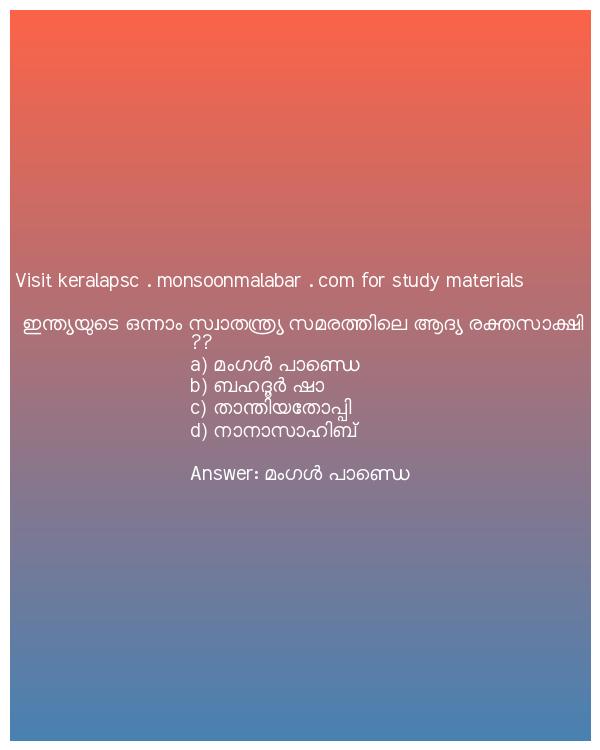 Visit keralapsc . monsoonmalabar . com for study materials
ഇന്ത്യയുടെ ഒന്നാം സ്വാതന്ത്ര്യ സമരത്തിലെ ആദ്യ രക്തസാക്ഷി
??
a) മംഗൾ പാണ്ഡെ
b) ബഹദൂർ ഷാ
c) താന്തിയതോപ്പി
d) നാനാസാഹിബ്
Answer: മംഗൾ പാണ്ഡെ